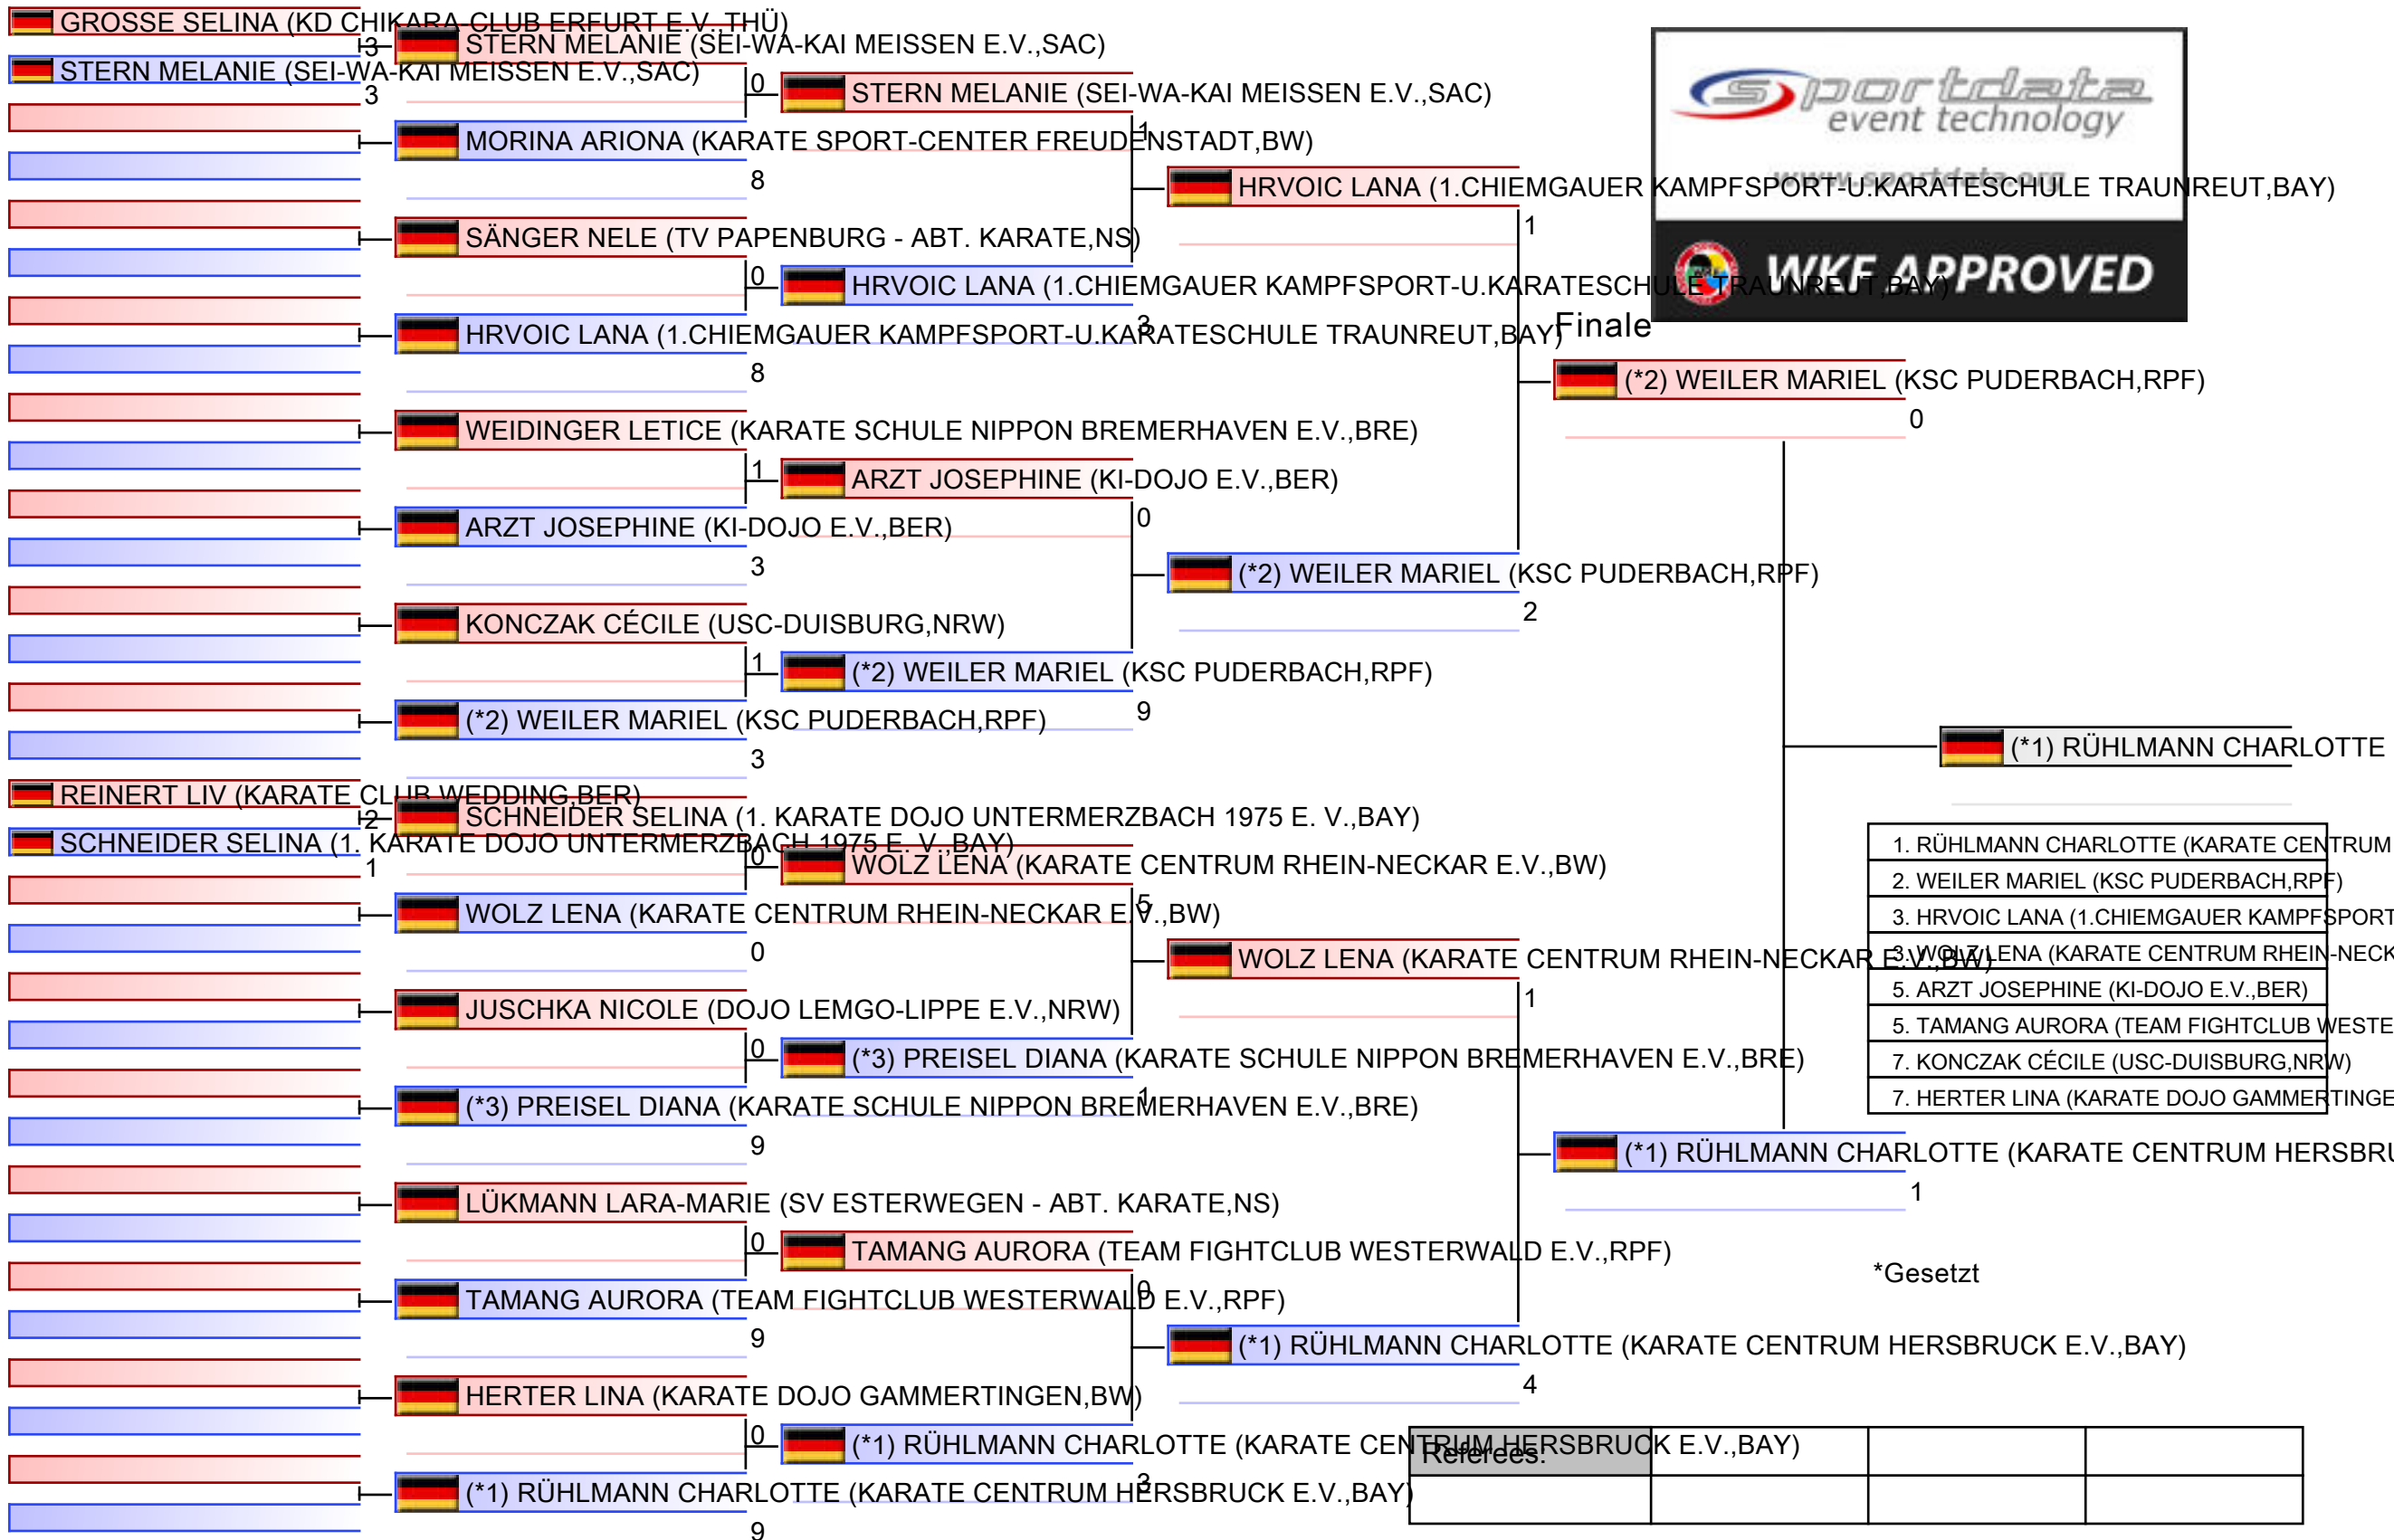 GROSSE SELINA (KD CHIKARA-CLUB ERFURT E.V.,THÜ)
3
STERN MELANIE (SEI-WA-KAI MEISSEN E.V.,SAC)
3
REINERT LIV (KARATE CLUB WEDDING,BER)
2
SCHNEIDER SELINA (1. KARATE DOJO UNTERMERZBACH 1975 E. V.,BAY)
1
STERN MELANIE (SEI-WA-KAI MEISSEN E.V.,SAC)
0
MORINA ARIONA (KARATE SPORT-CENTER FREUDENSTADT,BW)
8
SÄNGER NELE (TV PAPENBURG - ABT. KARATE,NS)
0
HRVOIC LANA (1.CHIEMGAUER KAMPFSPORT-U.KARATESCHULE TRAUNREUT,BAY)
8
WEIDINGER LETICE (KARATE SCHULE NIPPON BREMERHAVEN E.V.,BRE)
1
ARZT JOSEPHINE (KI-DOJO E.V.,BER)
3
KONCZAK CÉCILE (USC-DUISBURG,NRW)
1
(*2) WEILER MARIEL (KSC PUDERBACH,RPF)
3
SCHNEIDER SELINA (1. KARATE DOJO UNTERMERZBACH 1975 E. V.,BAY)
0
WOLZ LENA (KARATE CENTRUM RHEIN-NECKAR E.V.,BW)
0
JUSCHKA NICOLE (DOJO LEMGO-LIPPE E.V.,NRW)
0
(*3) PREISEL DIANA (KARATE SCHULE NIPPON BREMERHAVEN E.V.,BRE)
9
LÜKMANN LARA-MARIE (SV ESTERWEGEN - ABT. KARATE,NS)
0
TAMANG AURORA (TEAM FIGHTCLUB WESTERWALD E.V.,RPF)
9
HERTER LINA (KARATE DOJO GAMMERTINGEN,BW)
0
(*1) RÜHLMANN CHARLOTTE (KARATE CENTRUM HERSBRUCK E.V.,BAY)
9
STERN MELANIE (SEI-WA-KAI MEISSEN E.V.,SAC)
1
HRVOIC LANA (1.CHIEMGAUER KAMPFSPORT-U.KARATESCHULE TRAUNREUT,BAY)
3
ARZT JOSEPHINE (KI-DOJO E.V.,BER)
0
(*2) WEILER MARIEL (KSC PUDERBACH,RPF)
9
WOLZ LENA (KARATE CENTRUM RHEIN-NECKAR E.V.,BW)
5
(*3) PREISEL DIANA (KARATE SCHULE NIPPON BREMERHAVEN E.V.,BRE)
1
TAMANG AURORA (TEAM FIGHTCLUB WESTERWALD E.V.,RPF)
0
(*1) RÜHLMANN CHARLOTTE (KARATE CENTRUM HERSBRUCK E.V.,BAY)
3
HRVOIC LANA (1.CHIEMGAUER KAMPFSPORT-U.KARATESCHULE TRAUNREUT,BAY)
1
(*2) WEILER MARIEL (KSC PUDERBACH,RPF)
2
WOLZ LENA (KARATE CENTRUM RHEIN-NECKAR E.V.,BW)
1
(*1) RÜHLMANN CHARLOTTE (KARATE CENTRUM HERSBRUCK E.V.,BAY)
4
sportdata
event technology
www.sportdata.org
WKF APPROVED
Finale
(*2) WEILER MARIEL (KSC PUDERBACH,RPF)
0
(*1) RÜHLMANN CHARLOTTE (KARATE CENTRUM HERSBRU
1
(*1) RÜHLMANN CHARLOTTE
1. RÜHLMANN CHARLOTTE (KARATE CENTRUM
2. WEILER MARIEL (KSC PUDERBACH,RPF)
3. HRVOIC LANA (1.CHIEMGAUER KAMPFSPORT
3. WOLZ LENA (KARATE CENTRUM RHEIN-NECK
5. ARZT JOSEPHINE (KI-DOJO E.V.,BER)
5. TAMANG AURORA (TEAM FIGHTCLUB WESTE
7. KONCZAK CÉCILE (USC-DUISBURG,NRW)
7. HERTER LINA (KARATE DOJO GAMMERTINGE
*Gesetzt
Referees: